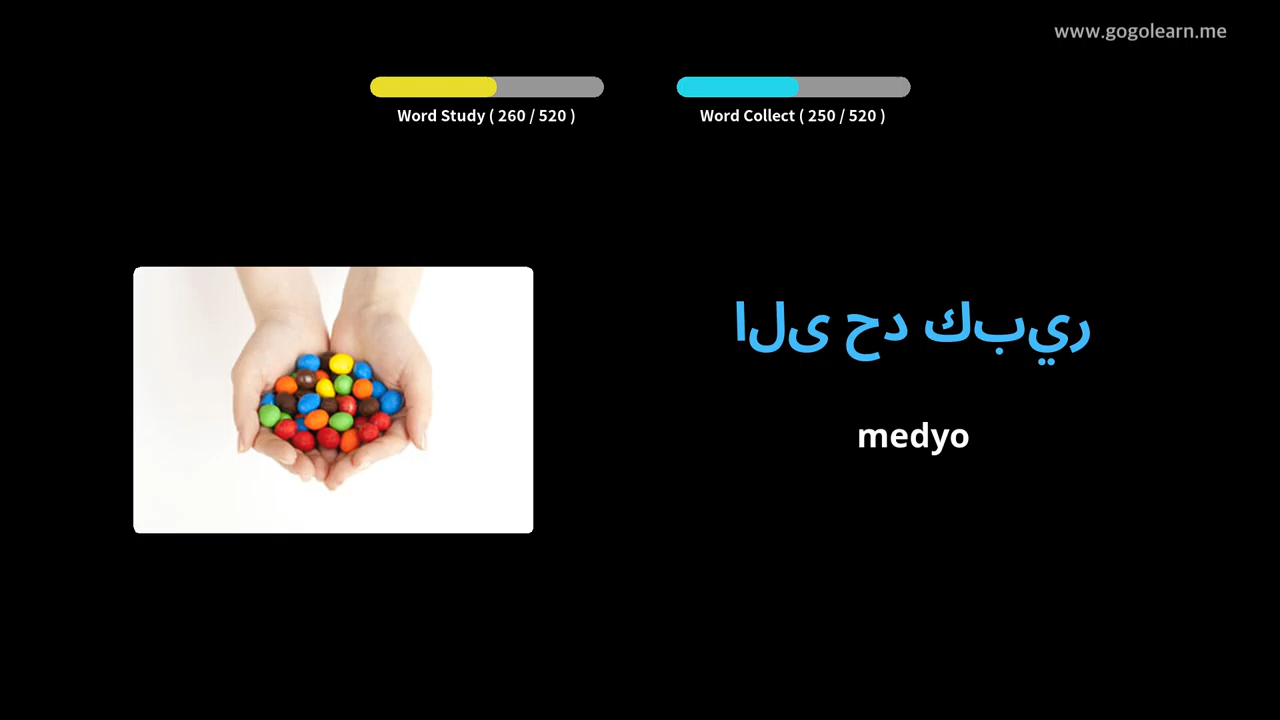 www.gogolearn.me
Word Study ( 260 / 520 )
Word Collect ( 250 / 520 )
الى حد كبير
medyo